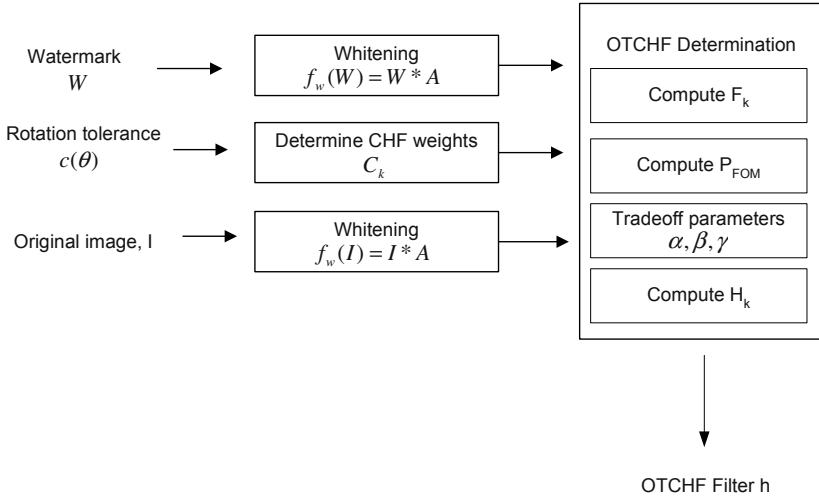 Watermark
W
Whitening
f_w(W) = W * A
Rotation tolerance
c(θ)
Determine CHF weights
C_k
Original image, I
Whitening
f_w(I) = I * A
OTCHF Determination
Compute F_k
Compute P_FOM
Tradeoff parameters
α, β, γ
Compute H_k
OTCHF Filter h